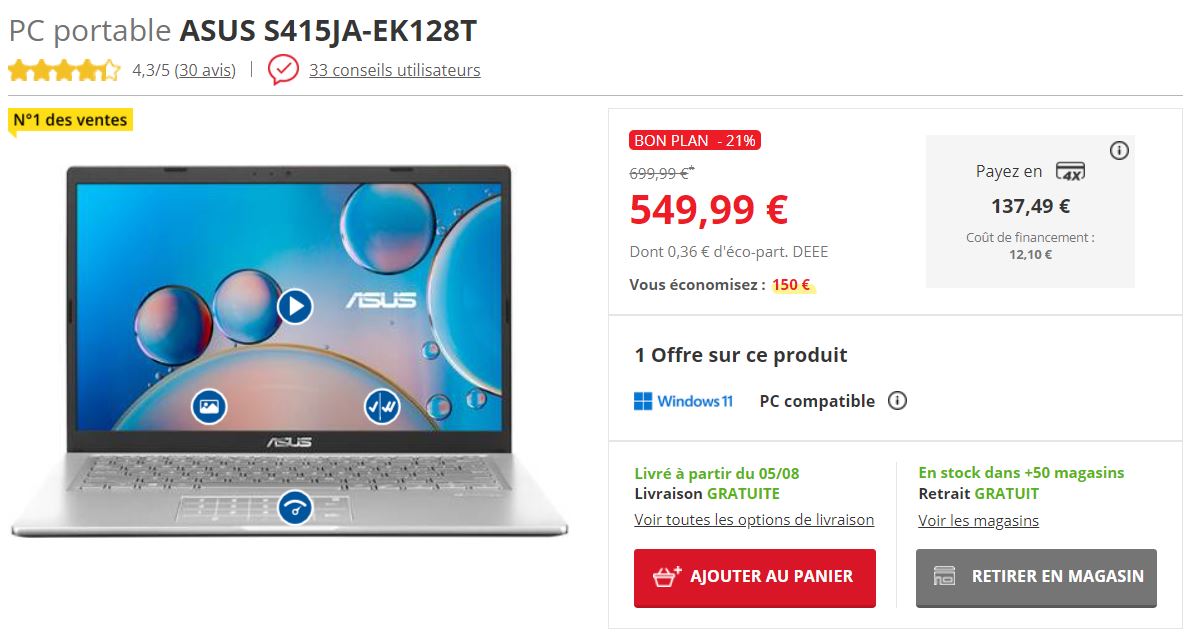 PC portable ASUS S415JA-EK128T
4,3/5 (30 avis) | 33 conseils utilisateurs
N°1 des ventes
ASUS
ASUS
BON PLAN - 21%
699,99 €*
549,99 €
Dont 0,36 € d'éco-part. DEEE
Vous économisez : 150 €
Payez en 4X
137,49 €
Coût de financement :
12,10 €
1 Offre sur ce produit
Windows 11 PC compatible
Livré à partir du 05/08
Livraison GRATUITE
Voir toutes les options de livraison
AJOUTER AU PANIER
En stock dans +50 magasins
Retrait GRATUIT
Voir les magasins
RETIRER EN MAGASIN